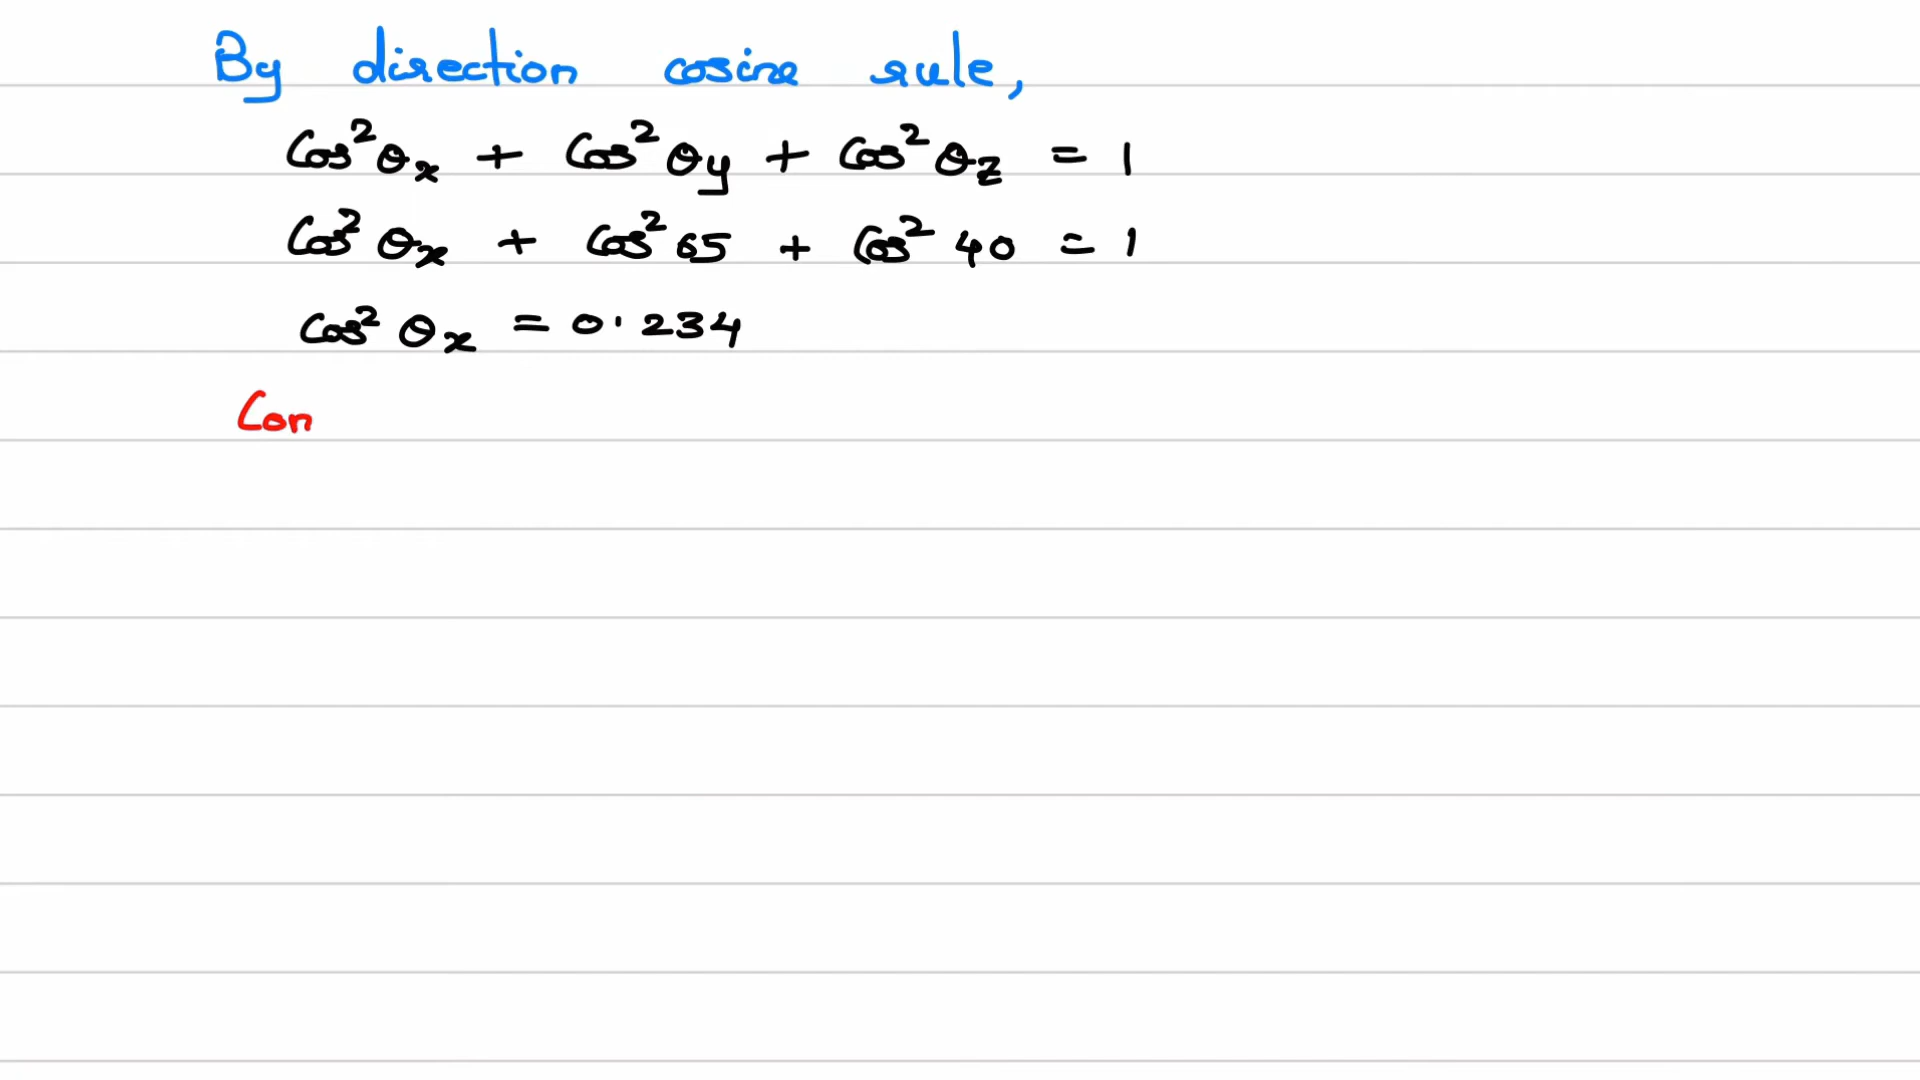 By direction cosine rule,
Cos²θx + Cos²θy + Cos²θz = 1
Cos²θx + Cos²65 + Cos²40 = 1
Cos²θx = 0.234
Con